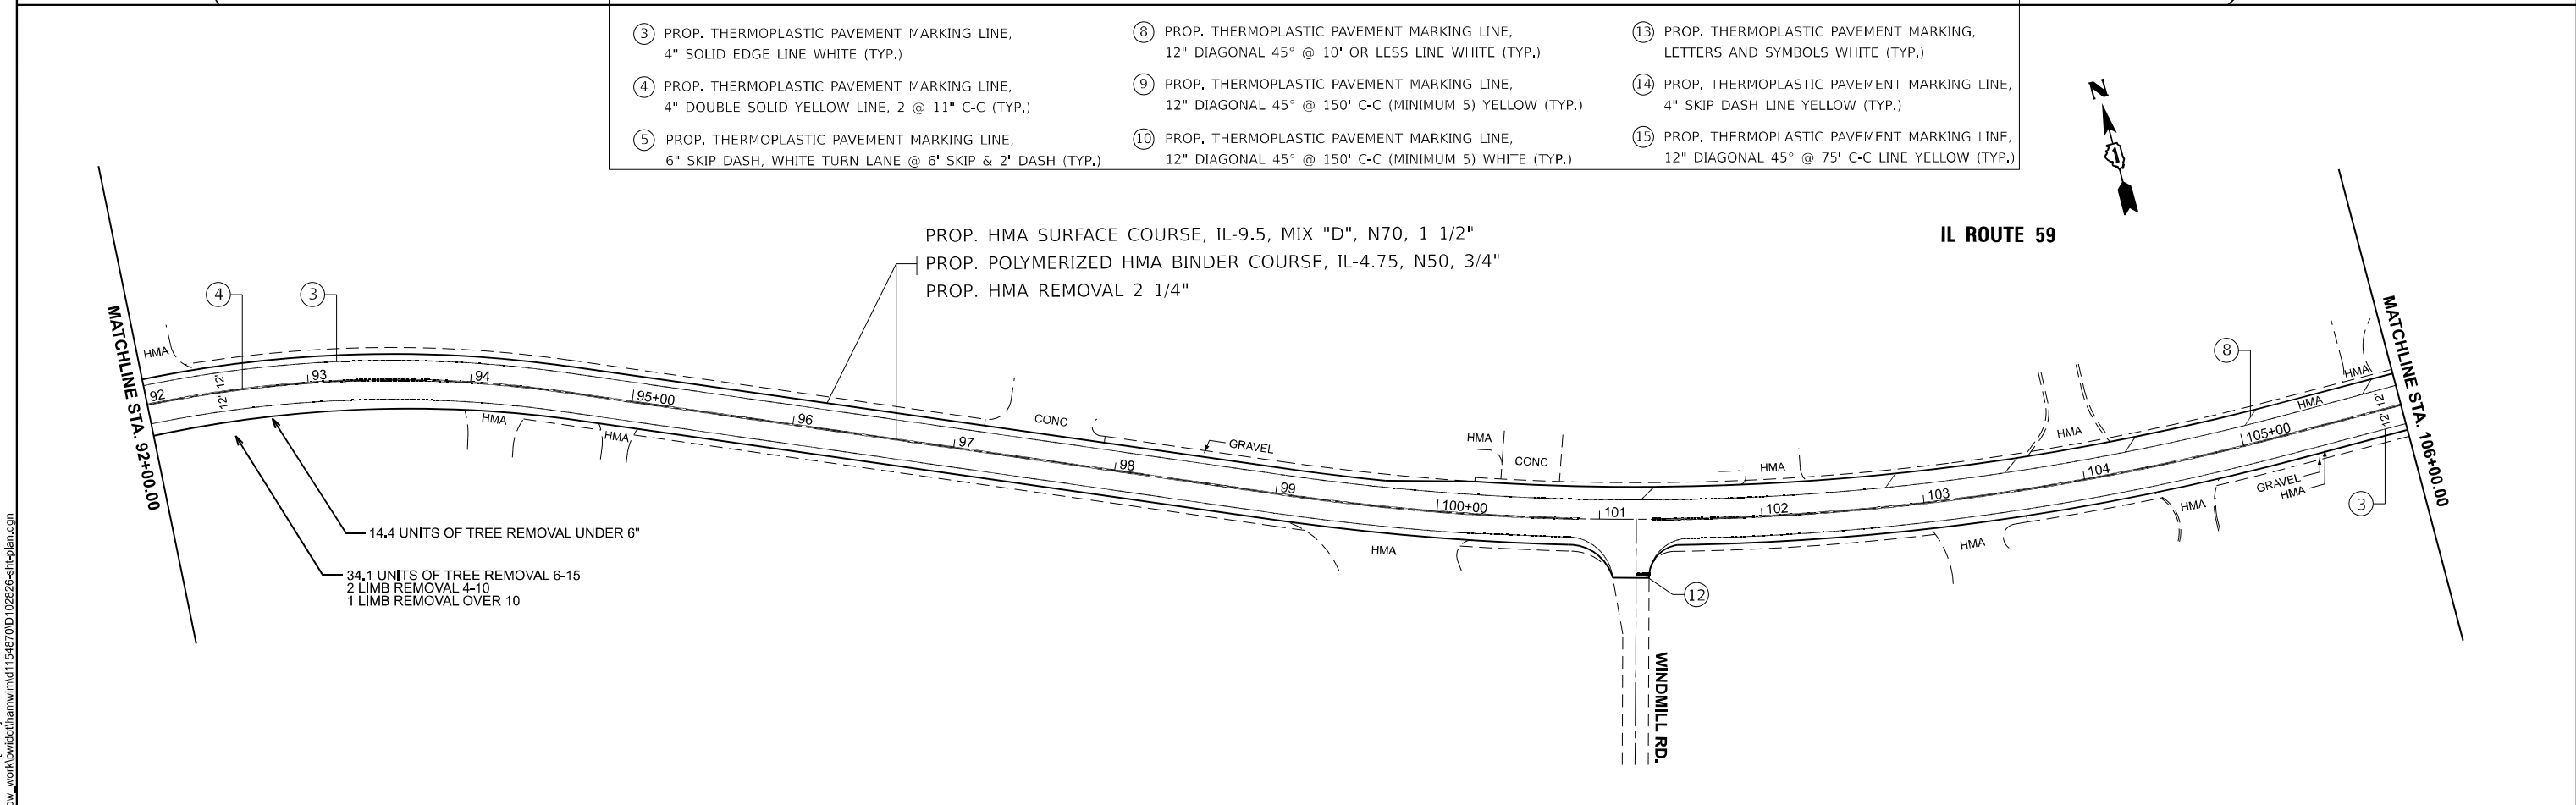 3 PROP. THERMOPLASTIC PAVEMENT MARKING LINE,
4" SOLID EDGE LINE WHITE (TYP.)
4 PROP. THERMOPLASTIC PAVEMENT MARKING LINE,
4" DOUBLE SOLID YELLOW LINE, 2 @ 11" C-C (TYP.)
5 PROP. THERMOPLASTIC PAVEMENT MARKING LINE,
6" SKIP DASH, WHITE TURN LANE @ 6' SKIP & 2' DASH (TYP.)
8 PROP. THERMOPLASTIC PAVEMENT MARKING LINE,
12" DIAGONAL 45° @ 10' OR LESS LINE WHITE (TYP.)
9 PROP. THERMOPLASTIC PAVEMENT MARKING LINE,
12" DIAGONAL 45° @ 150' C-C (MINIMUM 5) YELLOW (TYP.)
10 PROP. THERMOPLASTIC PAVEMENT MARKING LINE,
12" DIAGONAL 45° @ 150' C-C (MINIMUM 5) WHITE (TYP.)
13 PROP. THERMOPLASTIC PAVEMENT MARKING,
LETTERS AND SYMBOLS WHITE (TYP.)
14 PROP. THERMOPLASTIC PAVEMENT MARKING LINE,
4" SKIP DASH LINE YELLOW (TYP.)
15 PROP. THERMOPLASTIC PAVEMENT MARKING LINE,
12" DIAGONAL 45° @ 75' C-C LINE YELLOW (TYP.)
N
1
IL ROUTE 59
PROP. HMA SURFACE COURSE, IL-9.5, MIX "D", N70, 1 1/2"
PROP. POLYMERIZED HMA BINDER COURSE, IL-4.75, N50, 3/4"
PROP. HMA REMOVAL 2 1/4"
MATCHLINE STA. 92+00.00
4
3
HMA
92
12'
12'
93
94
95+00
96
97
98
99
100+00
101
102
103
104
105+00
HMA
HMA
CONC
GRAVEL
HMA
CONC
HMA
HMA
HMA
HMA
8
12'
12'
MATCHLINE STA. 106+00.00
HMA
HMA
HMA
GRAVEL
HMA
3
12
WINDMILL RD.
14.4 UNITS OF TREE REMOVAL UNDER 6"
34.1 UNITS OF TREE REMOVAL 6-15
2 LIMB REMOVAL 4-10
1 LIMB REMOVAL OVER 10
pw_work\pwidot\hamwim\d1154870\D102826-sht-plan.dgn